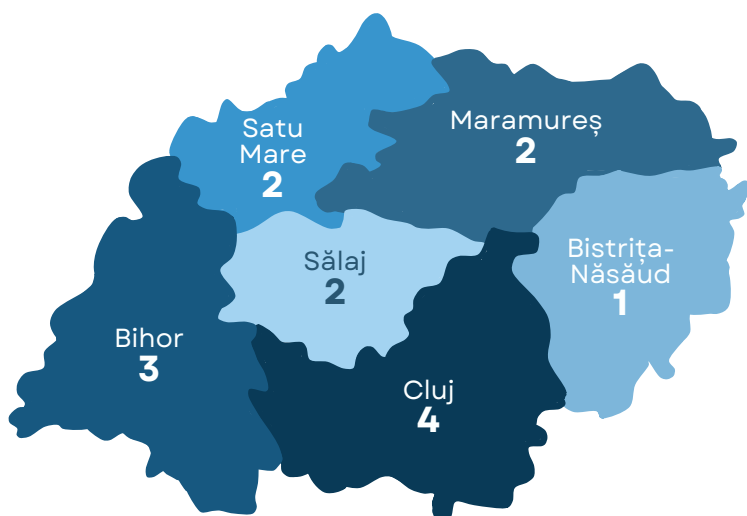 Satu
Mare
2
Maramureș
2
Sălaj
2
Bistrița-
Năsăud
1
Bihor
3
Cluj
4